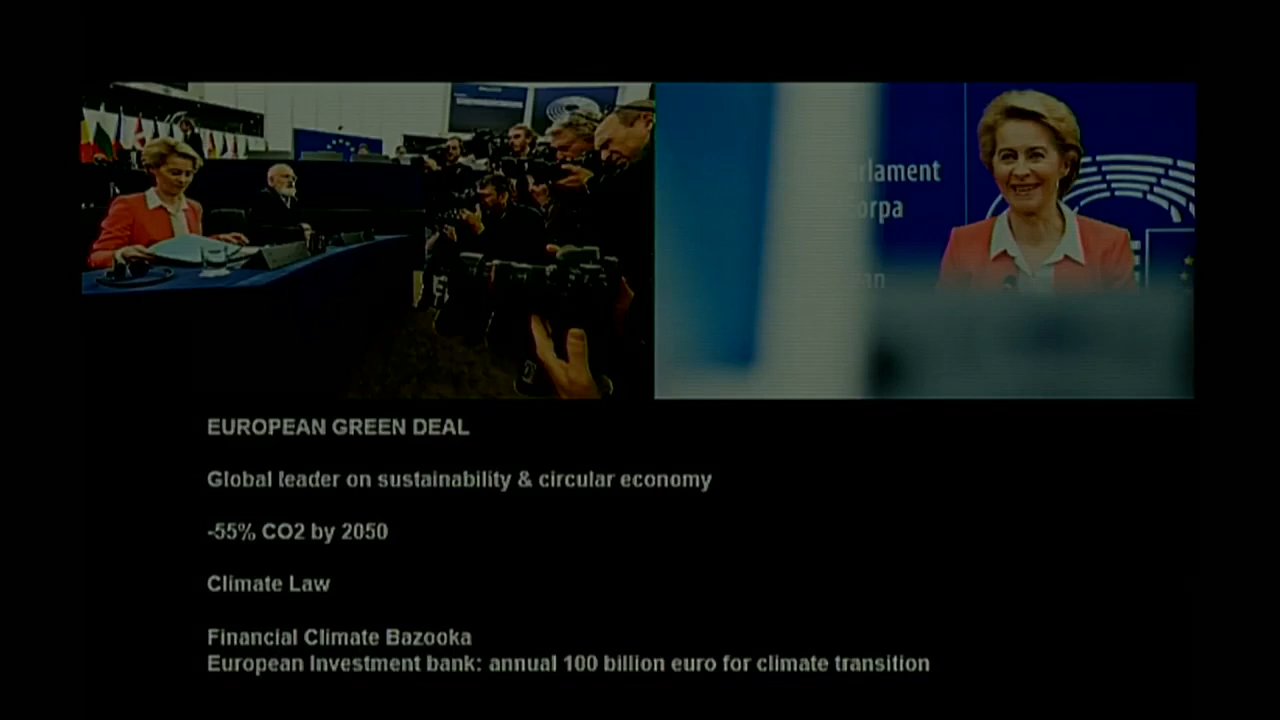 rlament
orpa
EUROPEAN GREEN DEAL
Global leader on sustainability & circular economy
-55% CO2 by 2050
Climate Law
Financial Climate Bazooka
European Investment bank: annual 100 billion euro for climate transition